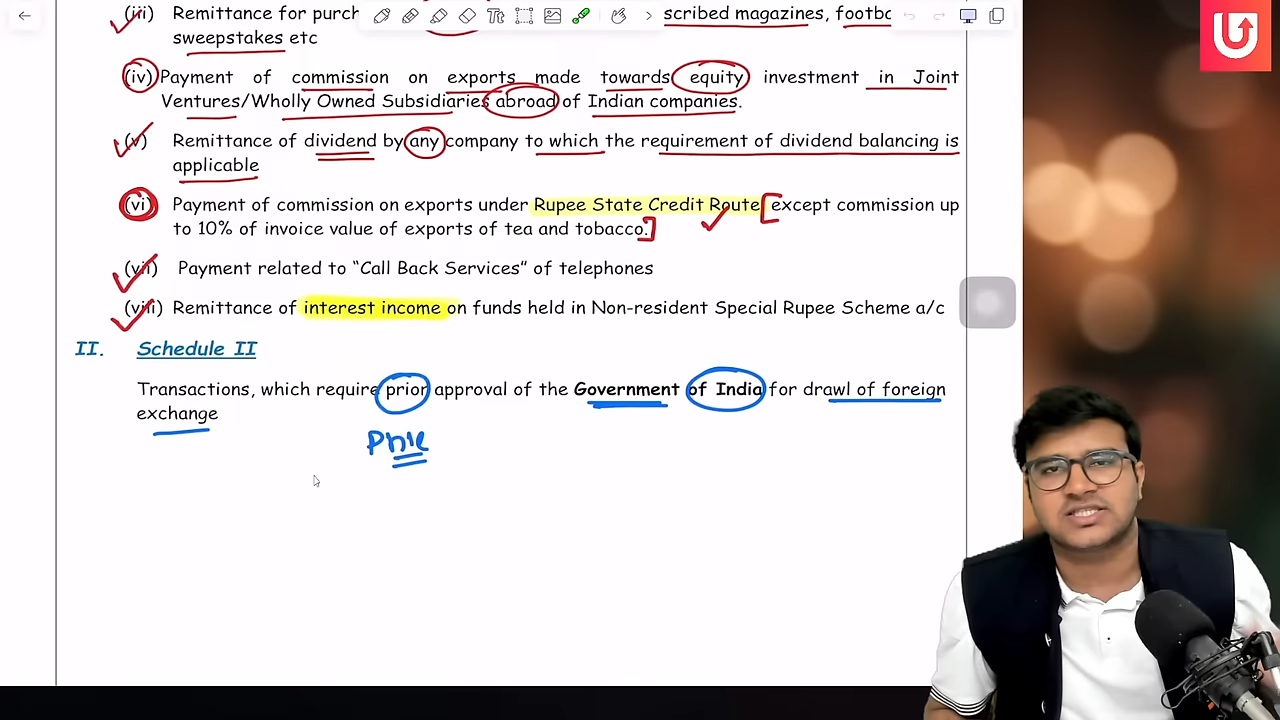 (iii) Remittance for purch scribed magazines, footba
sweepstakes etc
(iv) Payment of commission on exports made towards equity investment in Joint
Ventures/Wholly Owned Subsidiaries abroad of Indian companies.
(v) Remittance of dividend by any company to which the requirement of dividend balancing is
applicable
(vi) Payment of commission on exports under Rupee State Credit Route [except commission up
to 10% of invoice value of exports of tea and tobacco.]
(vii) Payment related to “Call Back Services” of telephones
(viii) Remittance of interest income on funds held in Non-resident Special Rupee Scheme a/c
II. Schedule II
Transactions, which require prior approval of the Government of India for drawl of foreign
exchange